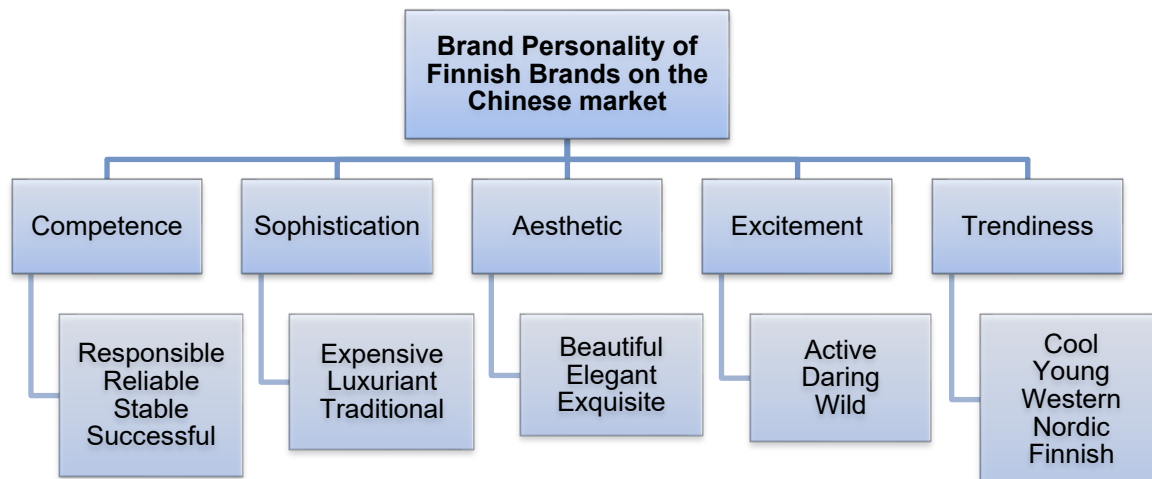 Brand Personality of
Finnish Brands on the
Chinese market
Competence
Sophistication
Aesthetic
Excitement
Trendiness
Responsible
Reliable
Stable
Successful
Expensive
Luxuriant
Traditional
Beautiful
Elegant
Exquisite
Active
Daring
Wild
Cool
Young
Western
Nordic
Finnish